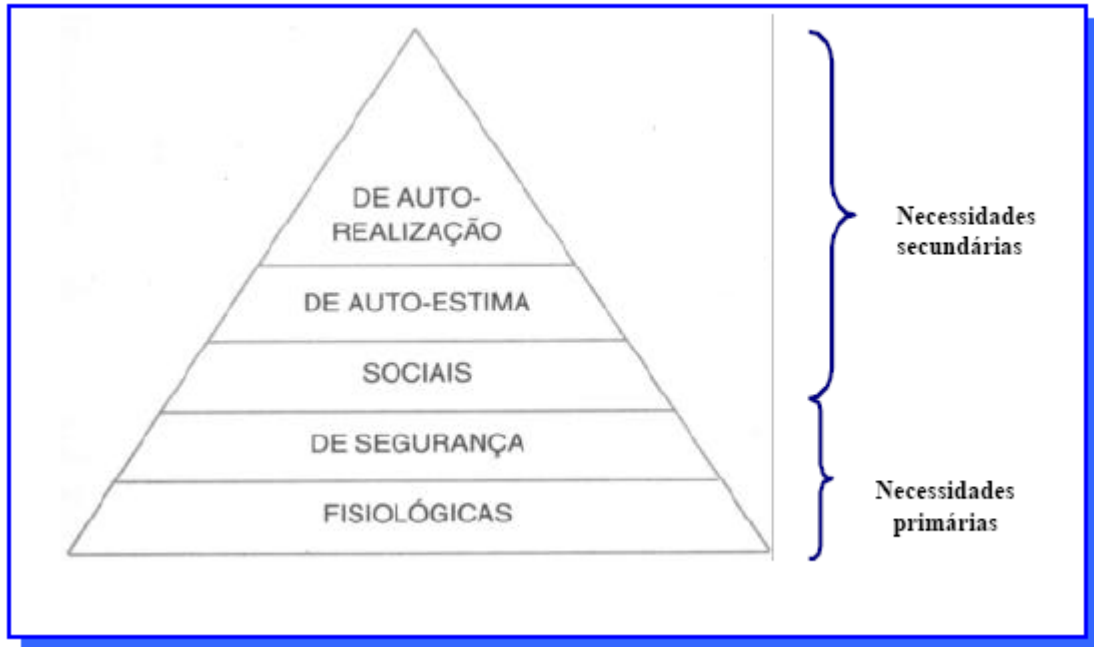 DE AUTO-
REALIZAÇÃO
DE AUTO-ESTIMA
SOCIAIS
DE SEGURANÇA
FISIOLÓGICAS
Necessidades
secundárias
Necessidades
primárias